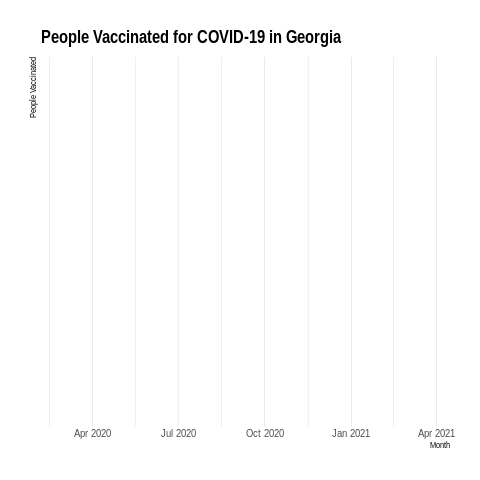 People Vaccinated for COVID-19 in Georgia
People Vaccinated
Apr 2020 Jul 2020 Oct 2020 Jan 2021 Apr 2021
Month